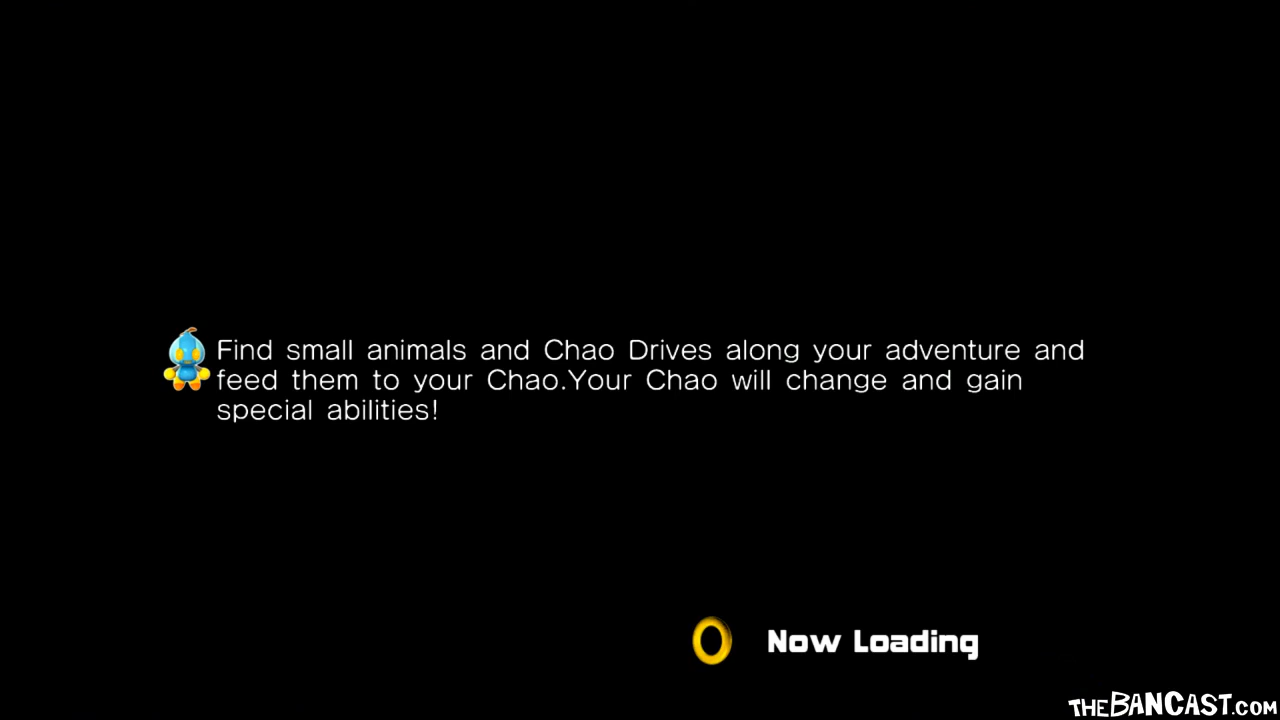 Find small animals and Chao Drives along your adventure and
feed them to your Chao.Your Chao will change and gain
special abilities!
Now Loading
THEBANCAST.COM